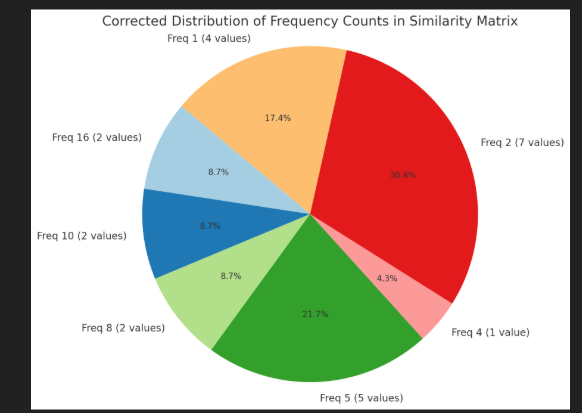 Corrected Distribution of Frequency Counts in Similarity Matrix
Freq 1 (4 values)
17.4%
Freq 16 (2 values)
8.7%
Freq 2 (7 values)
30.4%
Freq 10 (2 values)
8.7%
Freq 8 (2 values)
8.7%
4.3%
Freq 4 (1 value)
21.7%
Freq 5 (5 values)